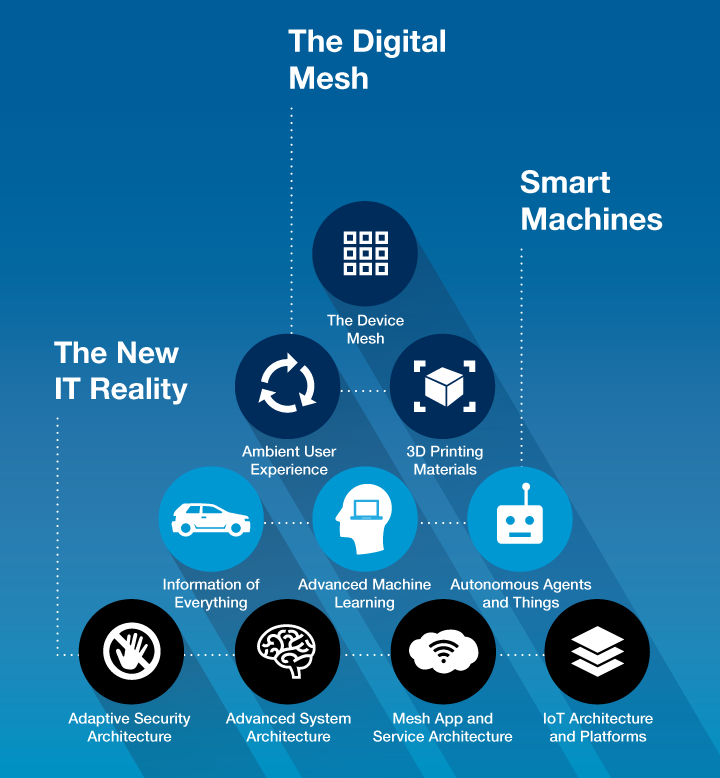 The Digital
Mesh
Smart
Machines
The Device
Mesh
The New
IT Reality
Ambient User
Experience
3D Printing
Materials
Information of
Everything
Advanced Machine
Learning
Autonomous Agents
and Things
Adaptive Security
Architecture
Advanced System
Architecture
Mesh App and
Service Architecture
IoT Architecture
and Platforms